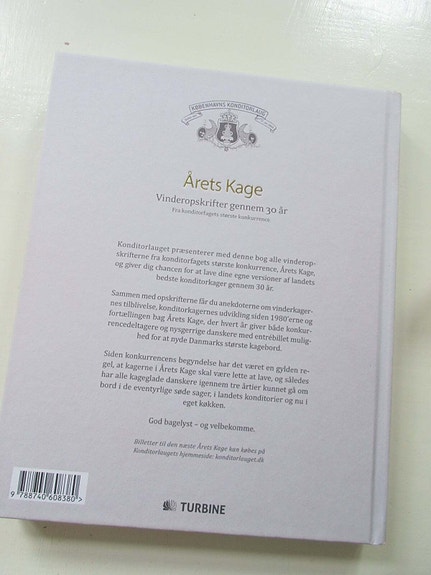 KØBENHAVNS KONDITORLAUG
Årets Kage
Vinderopskrifter gennem 30 år
Fra konditorfagets største konkurrence
Konditorlauget præsenterer med denne bog alle vinderop-
skrifterne fra konditorfagets største konkurrence, Årets Kage,
og giver dig chancen for at lave dine egne versioner af landets
bedste konditorkager gennem 30 år.
Sammen med opskrifterne får du anekdoterne om vinderkager-
nes tilblivelse, konditorkagernes udvikling siden 1980'erne og
fortællingen bag Årets Kage, der hvert år giver både konkur-
rencedeltagere og nysgerrige danskere med entrébillet mulig-
hed for at nyde Danmarks største kagebord.
Siden konkurrencens begyndelse har det været en gylden re-
gel, at kagerne i Årets Kage skal være lette at lave, og således
har alle kageglade danskere igennem tre årtier kunnet gå om
bord i de eventyrlige søde sager, i landets konditorier og nu i
eget køkken.
God bagelyst – og velbekomme.
Billetter til den næste Årets Kage kan købes på
Konditorlaugets hjemmeside: konditorlauget.dk
9 788740 608380 >
TURBINE